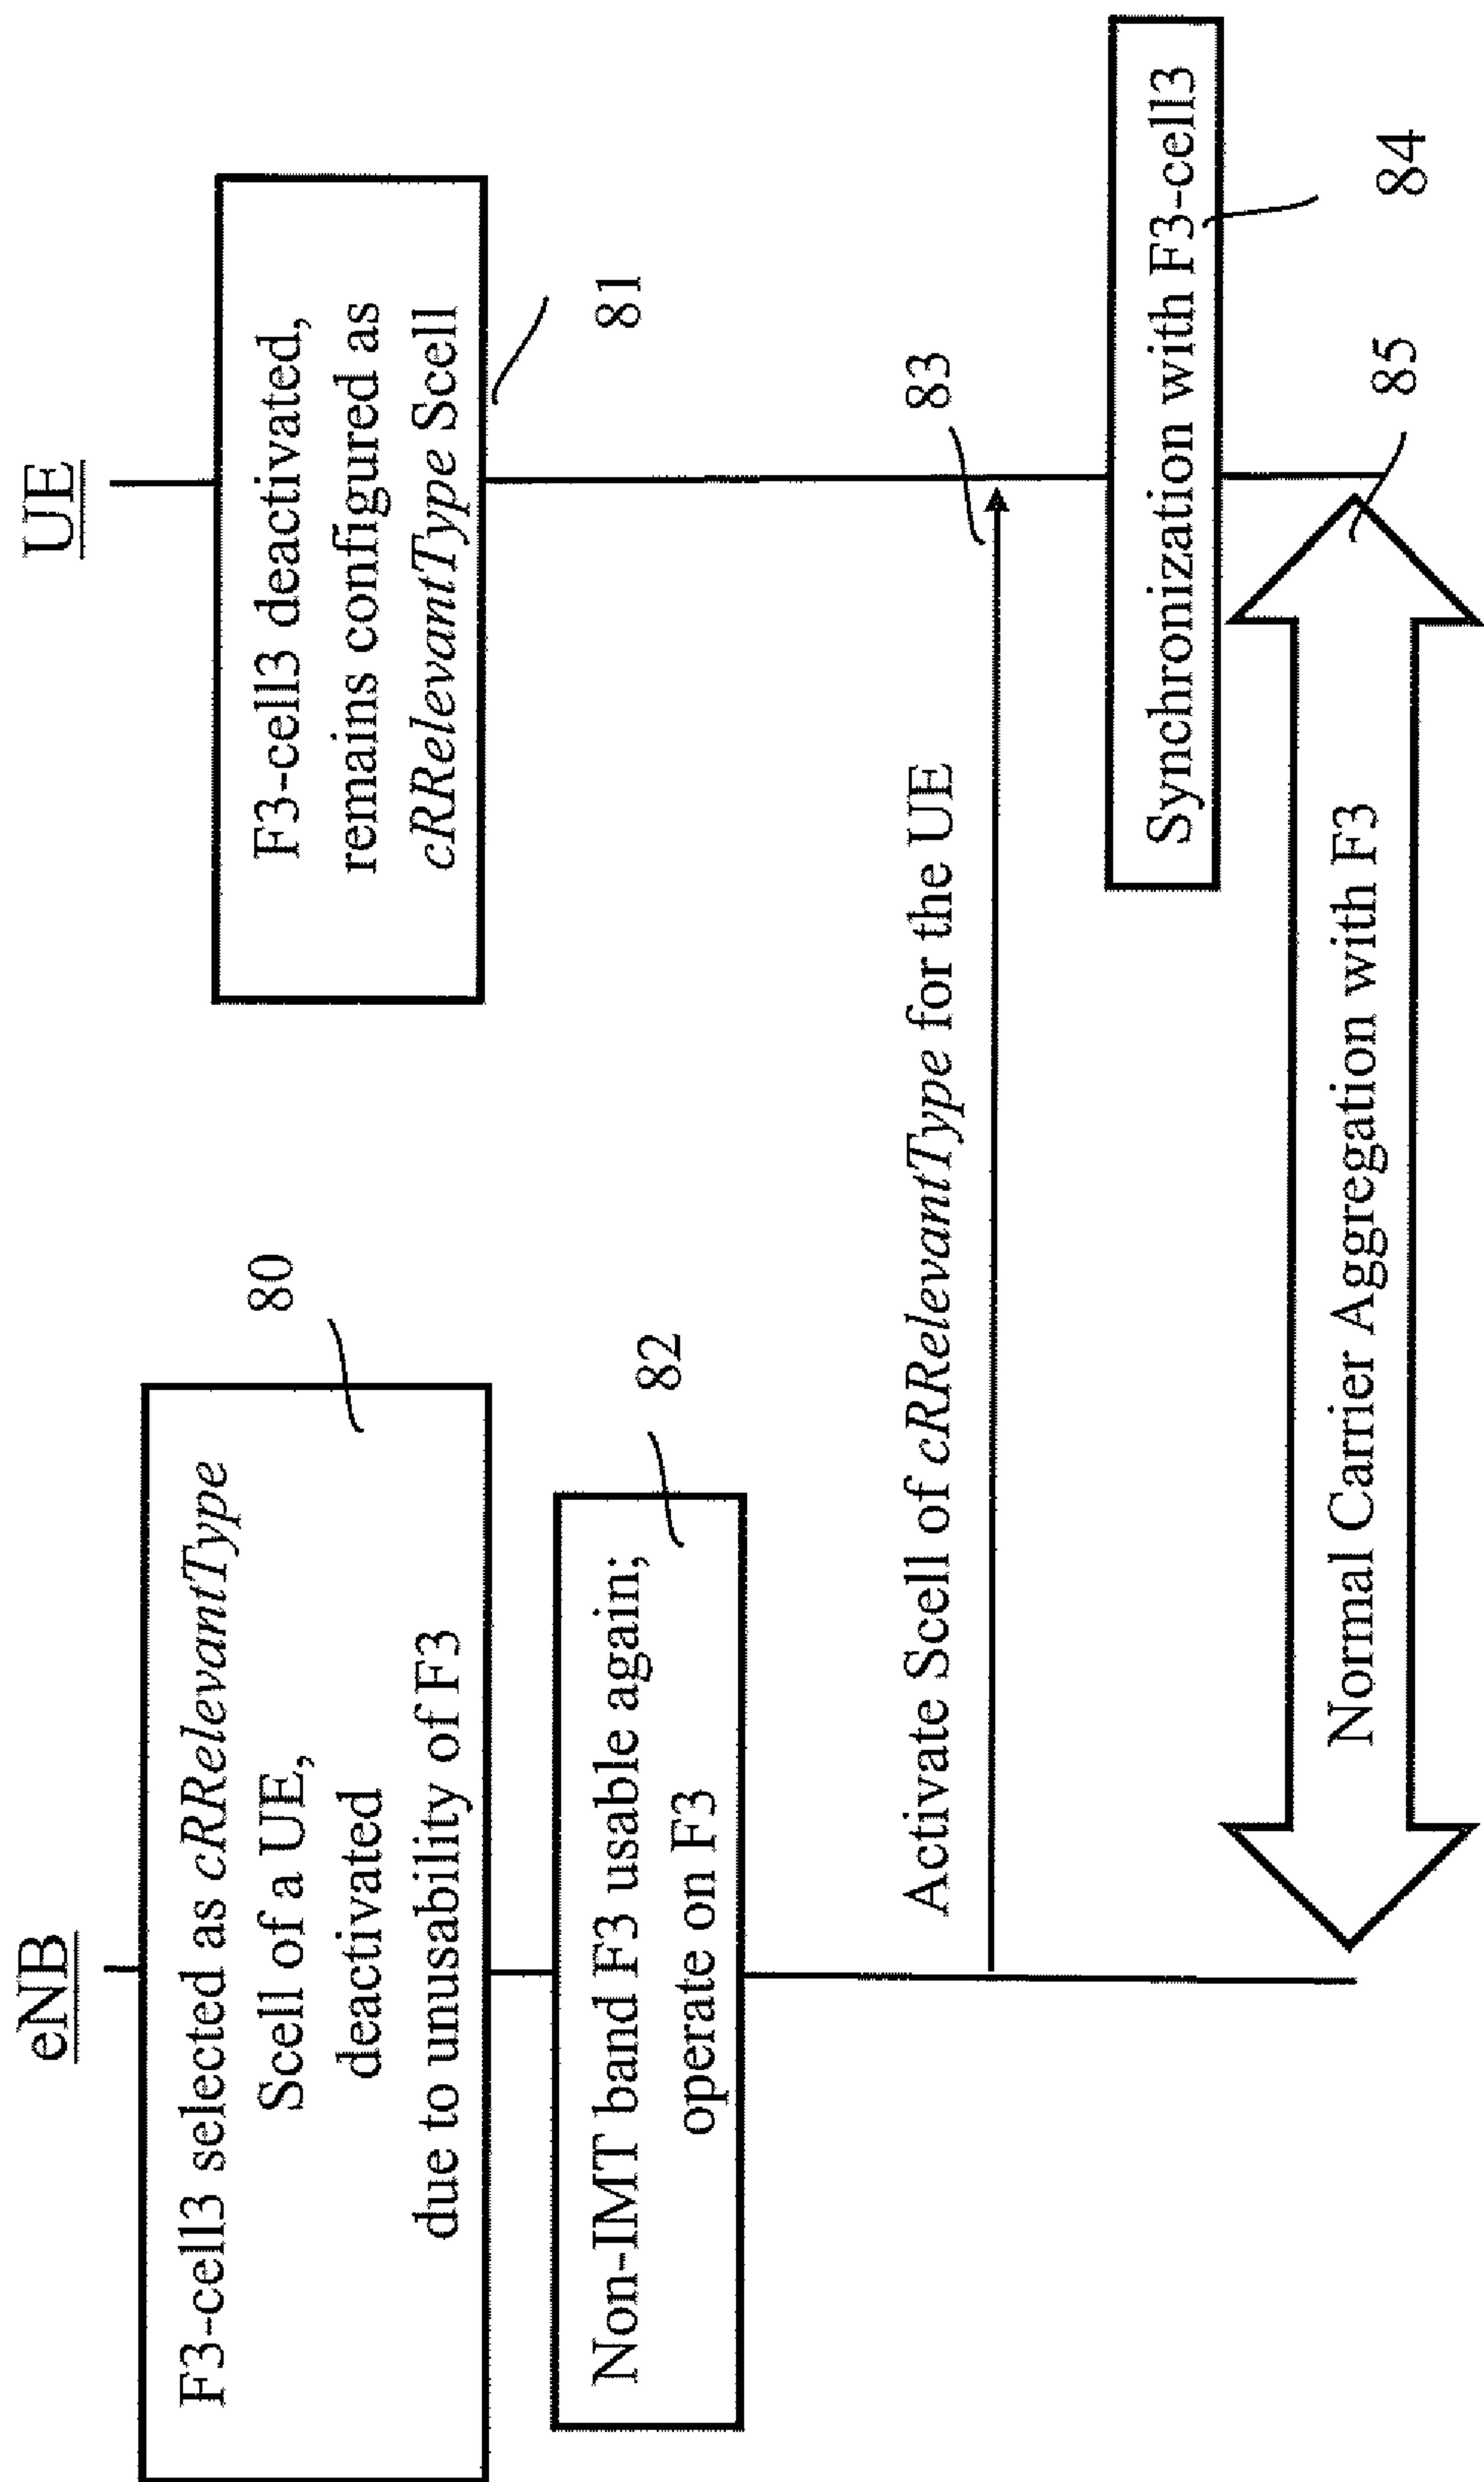 eNB
UE
F3-cell3 selected as cRRelevantType
Scell of a UE,
deactivated
due to unusability of F3
80
F3-cell3 deactivated,
remains configured as
cRRelevantType Scell
81
Non-IMT band F3 usable again;
operate on F3
82
Activate Scell of cRRelevantType for the UE
83
Synchronization with F3-cell3
84
Normal Carrier Aggregation with F3
85